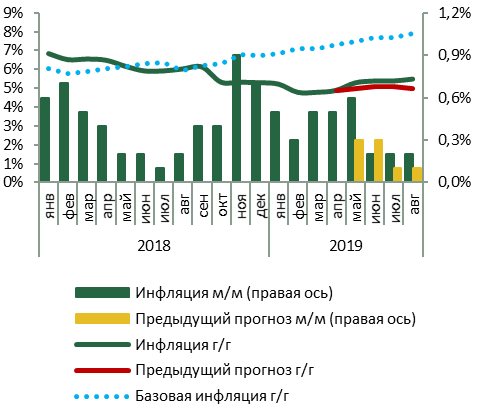 9%
8%
7%
6%
5%
4%
3%
2%
1%
0%
1,2%
0,9%
0,6%
0,3%
0,0%
янв фев мар апр май июн июл авг сен окт ноя дек янв фев мар апр май июн июл авг
2018 2019
Инфляция м/м (правая ось)
Предыдущий прогноз м/м (правая ось)
Инфляция г/г
Предыдущий прогноз г/г
Базовая инфляция г/г